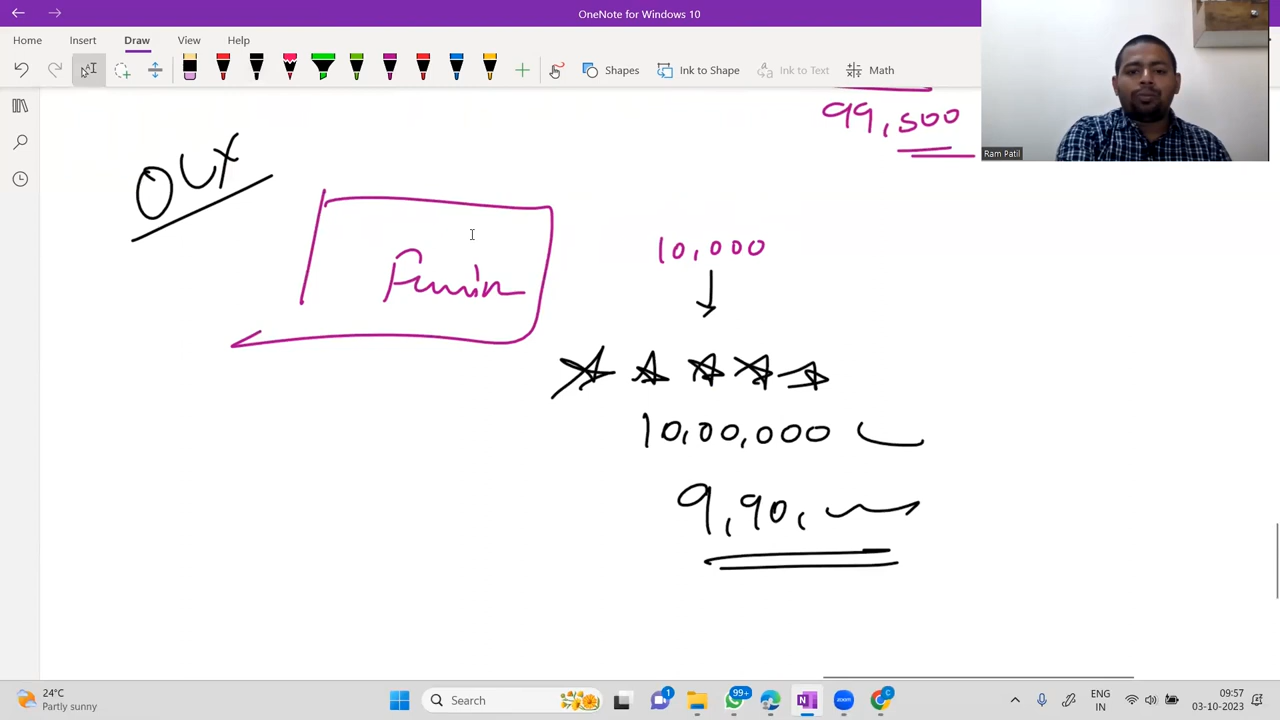 OneNote for Windows 10
Home Insert Draw View Help
Shapes Ink to Shape Ink to Text Math
99,500
Ram Patil
10,000
10,00,000
9,90,
24°C
Partly sunny
Search
1
99+
ENG
IN
09:57
03-10-2023